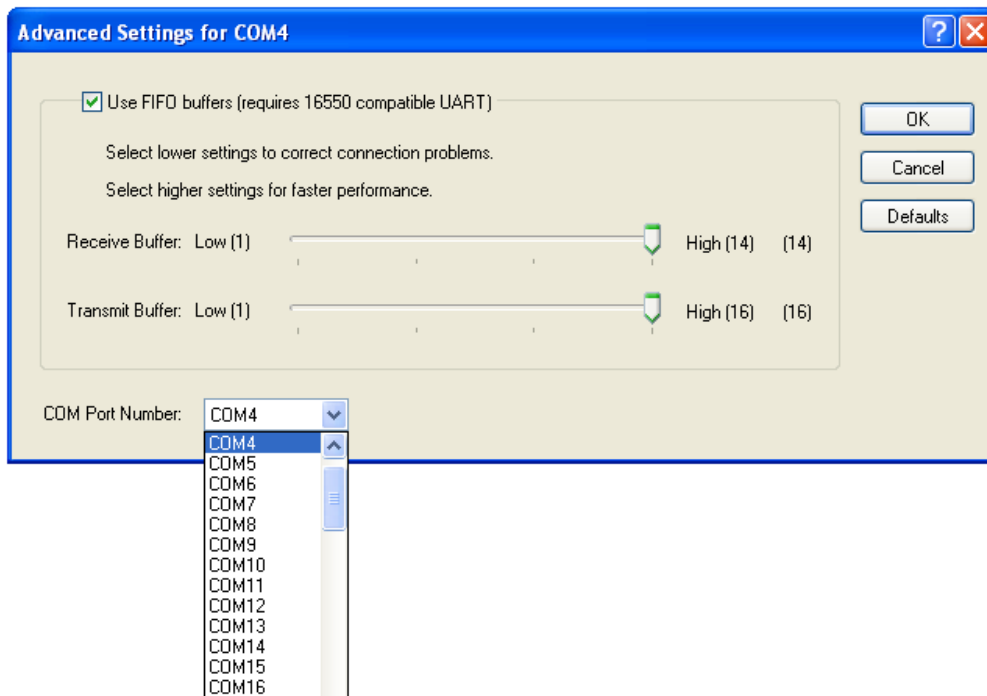 Advanced Settings for COM4
Use FIFO buffers (requires 16550 compatible UART)
OK
Select lower settings to correct connection problems.
Cancel
Select higher settings for faster performance.
Defaults
Receive Buffer: Low (1) High (14) (14)
Transmit Buffer: Low (1) High (16) (16)
COM Port Number: COM4
COM4
COM5
COM6
COM7
COM8
COM9
COM10
COM11
COM12
COM13
COM14
COM15
COM16